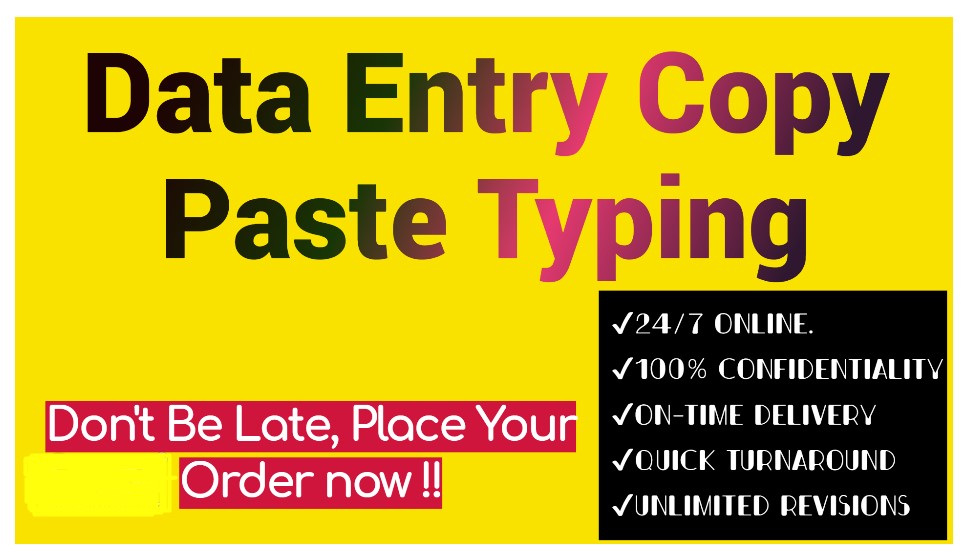 Data Entry Copy
Paste Typing
✓24/7 ONLINE.
✓100% CONFIDENTIALITY
✓ON-TIME DELIVERY
✓QUICK TURNAROUND
✓UNLIMITED REVISIONS
Don't Be Late, Place Your
Order now !!